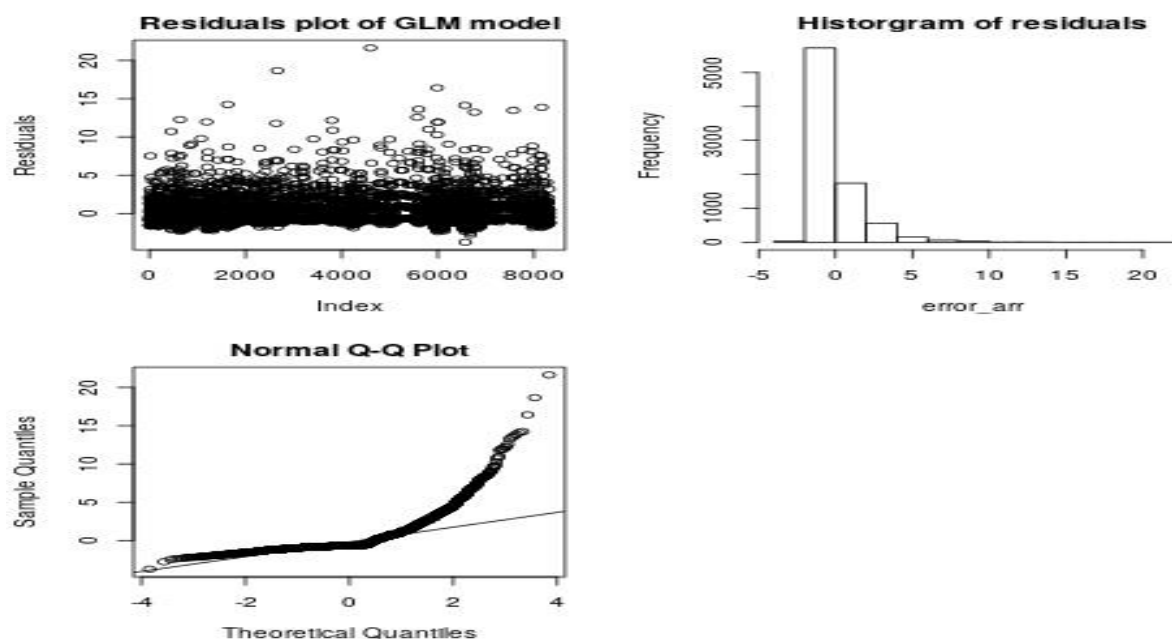 Residuals plot of GLM model
Residuals
20
15
10
5
0
0 2000 4000 6000 8000
Index
Historgram of residuals
Frequency
5000
3000
1000
0
-5 0 5 10 15 20
error_arr
Normal Q-Q Plot
Sample Quantiles
20
15
10
5
0
-4 -2 0 2 4
Theoretical Quantiles